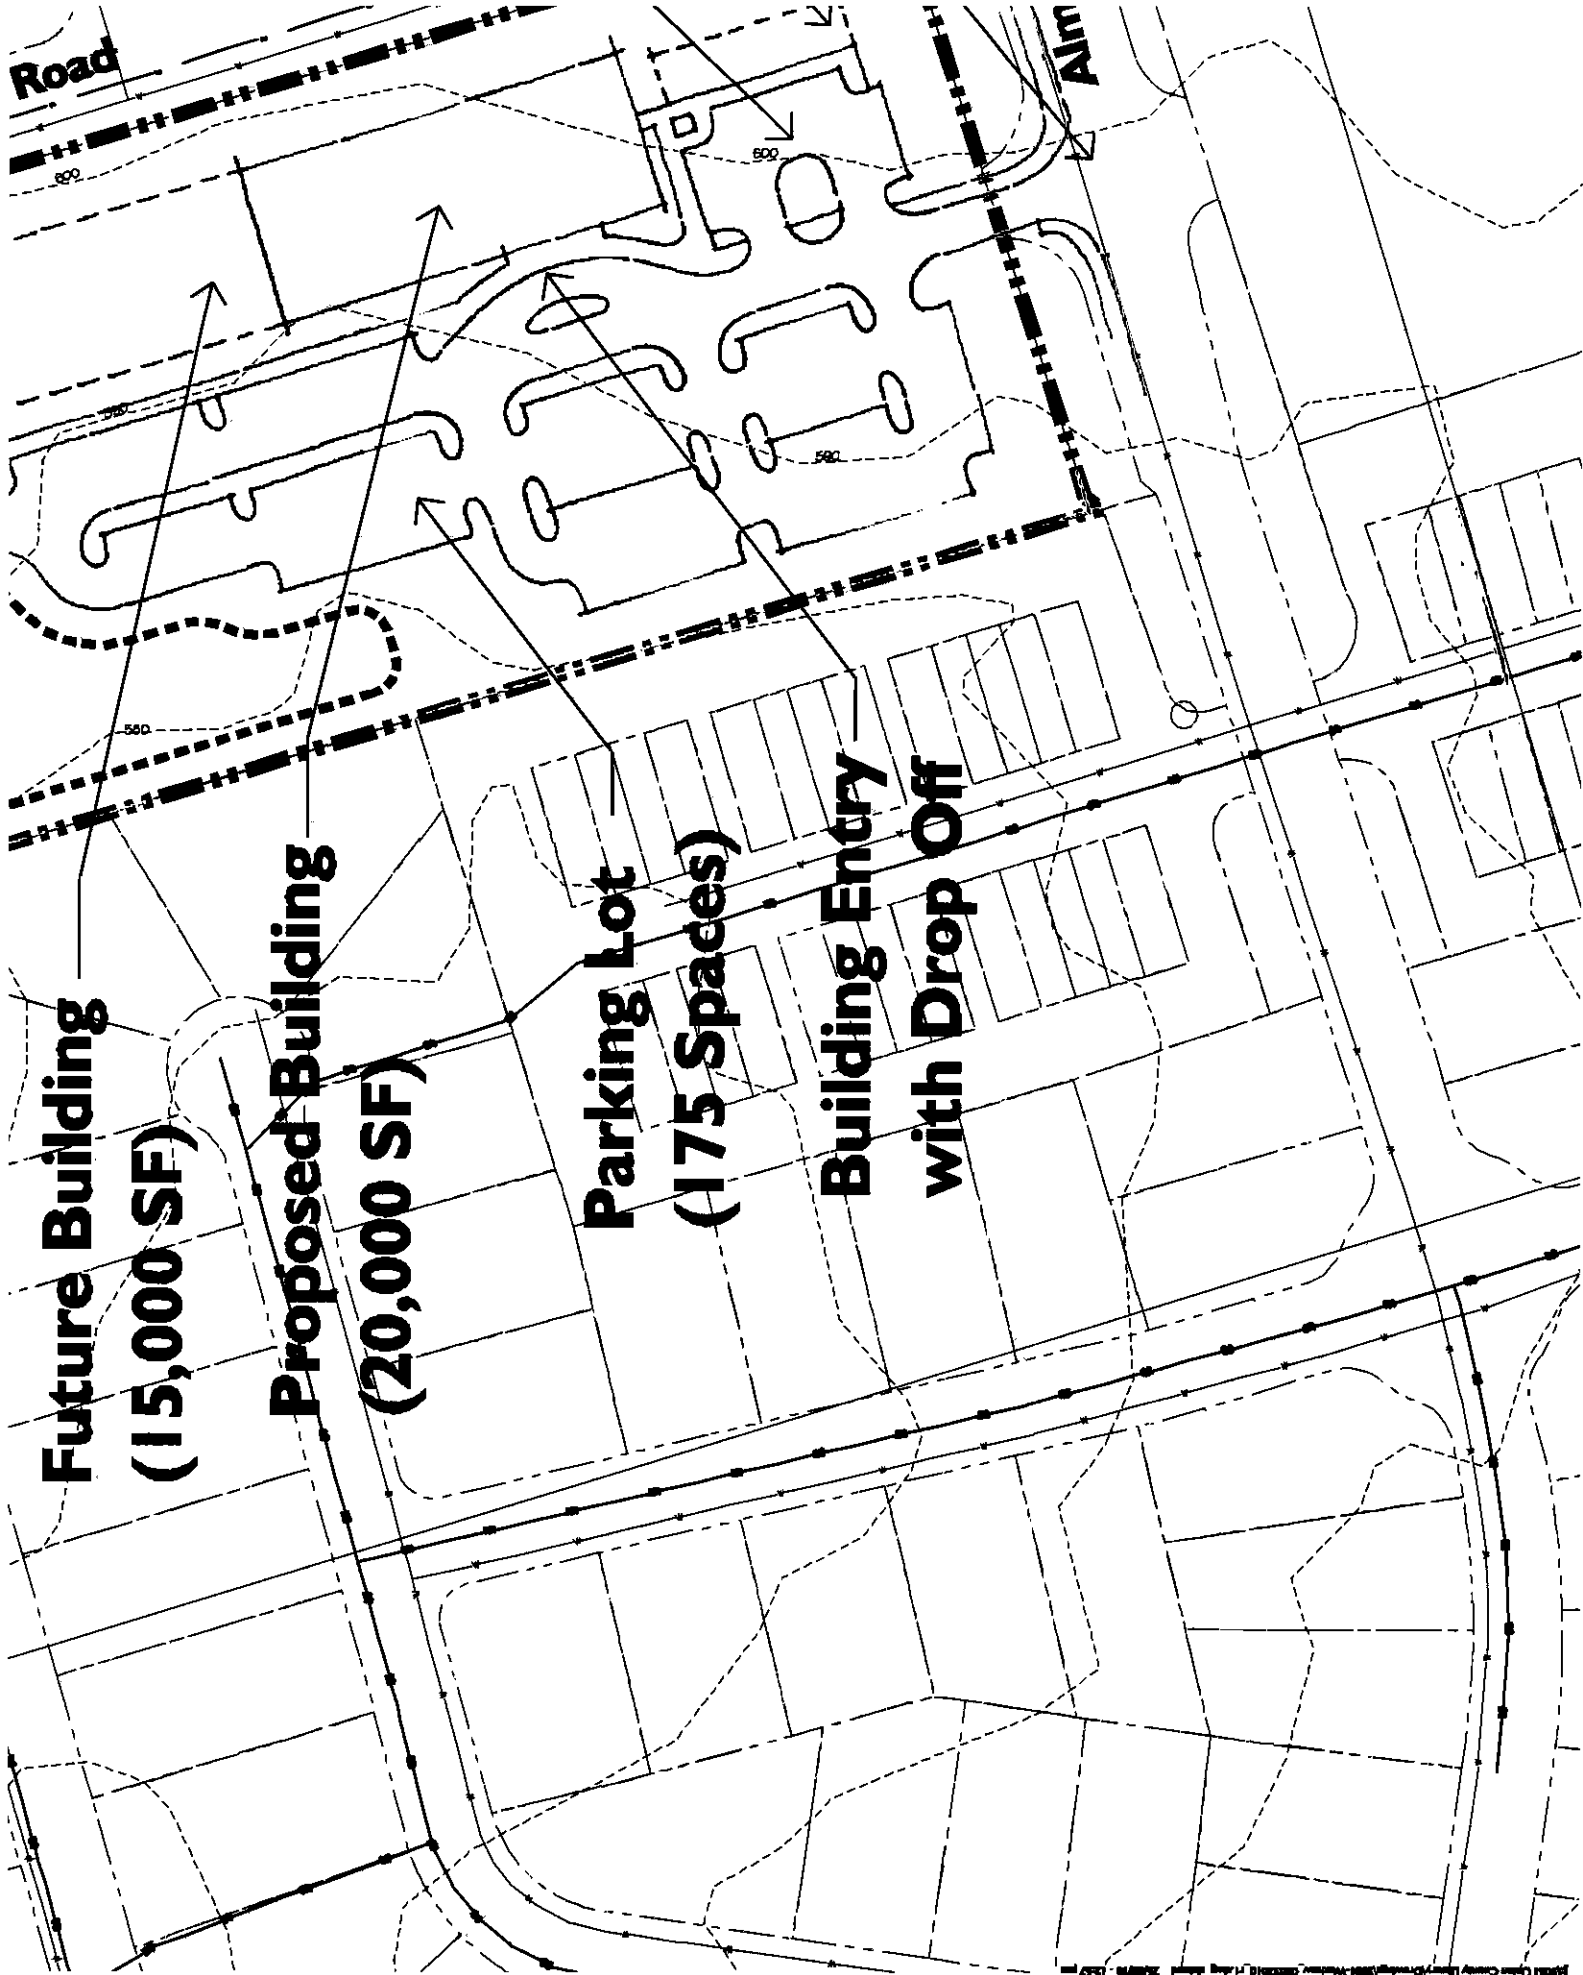 Road
Alm
600
600
590
590
580
Future Building
(15,000 SF)
Proposed Building
(20,000 SF)
Parking Lot
(175 Spaces)
Building Entry
with Drop Off